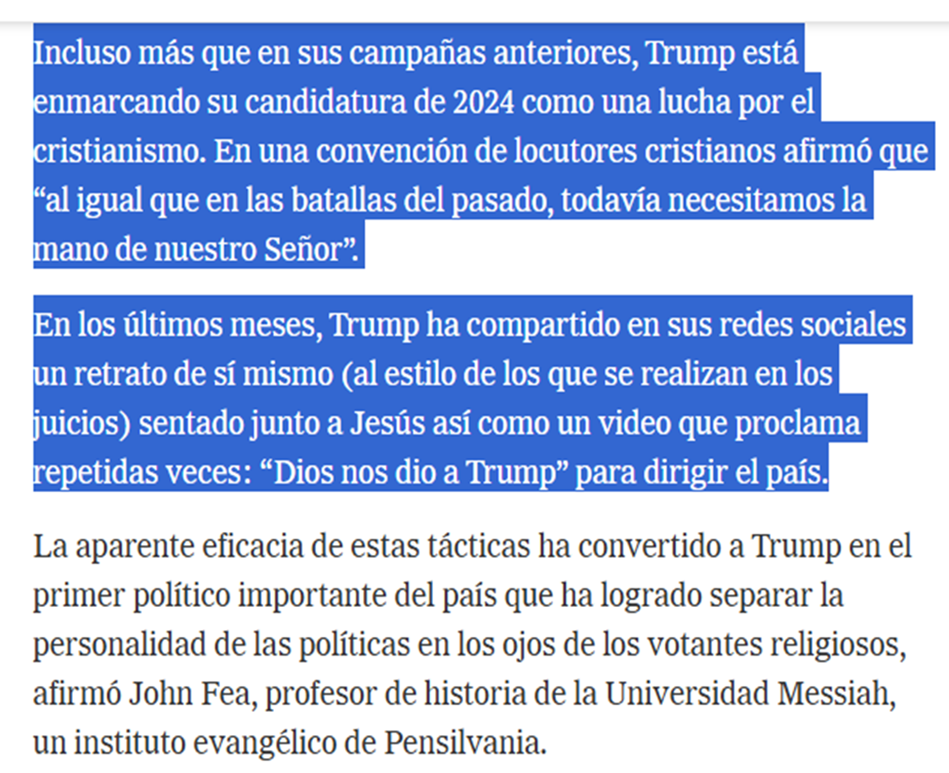 Incluso más que en sus campañas anteriores, Trump está
enmarcando su candidatura de 2024 como una lucha por el
cristianismo. En una convención de locutores cristianos afirmó que
“al igual que en las batallas del pasado, todavía necesitamos la
mano de nuestro Señor”.
En los últimos meses, Trump ha compartido en sus redes sociales
un retrato de sí mismo (al estilo de los que se realizan en los
juicios) sentado junto a Jesús así como un video que proclama
repetidas veces: “Dios nos dio a Trump” para dirigir el país.
La aparente eficacia de estas tácticas ha convertido a Trump en el
primer político importante del país que ha logrado separar la
personalidad de las políticas en los ojos de los votantes religiosos,
afirmó John Fea, profesor de historia de la Universidad Messiah,
un instituto evangélico de Pensilvania.